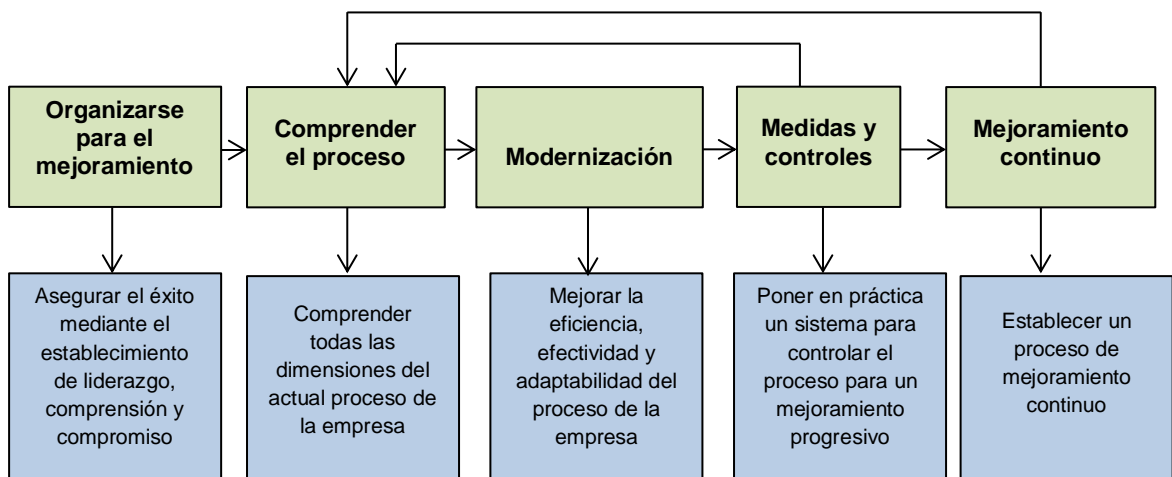 Organizarse
para el
mejoramiento
Comprender
el proceso
Modernización
Medidas y
controles
Mejoramiento
continuo
Asegurar el éxito
mediante el
establecimiento
de liderazgo,
comprensión y
compromiso
Comprender
todas las
dimensiones del
actual proceso de
la empresa
Mejorar la
eficiencia,
efectividad y
adaptabilidad del
proceso de la
empresa
Poner en práctica
un sistema para
controlar el
proceso para un
mejoramiento
progresivo
Establecer un
proceso de
mejoramiento
continuo